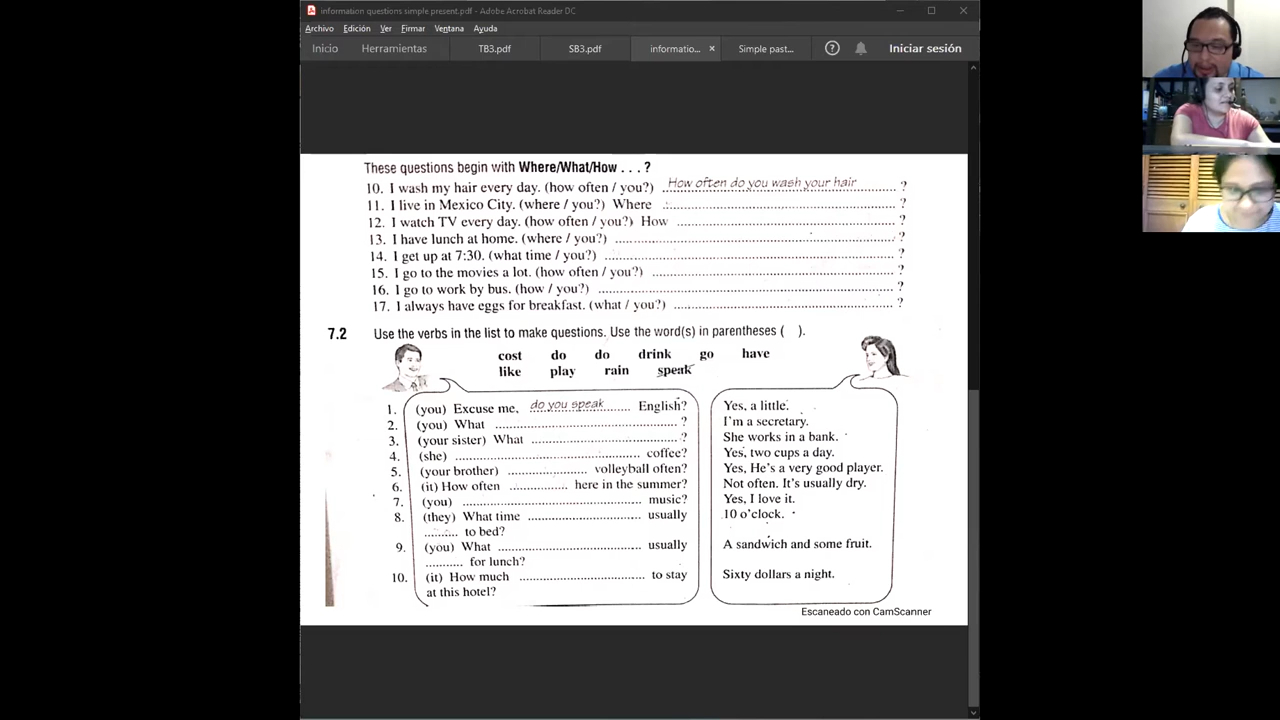 information questions simple present.pdf - Adobe Acrobat Reader DC
Archivo Edición Ver Firmar Ventana Ayuda
Inicio Herramientas TB3.pdf SB3.pdf informatio... × Simple past... Iniciar sesión
These questions begin with Where/What/How . . . ?
10. I wash my hair every day. (how often / you?) How often do you wash your hair ?
11. I live in Mexico City. (where / you?) Where ?
12. I watch TV every day. (how often / you?) How ?
13. I have lunch at home. (where / you?) ?
14. I get up at 7:30. (what time / you?) ?
15. I go to the movies a lot. (how often / you?) ?
16. I go to work by bus. (how / you?) ?
17. I always have eggs for breakfast. (what / you?) ?
7.2 Use the verbs in the list to make questions. Use the word(s) in parentheses ( ).
cost do do drink go have
like play rain speak
1. (you) Excuse me, do you speak English? Yes, a little.
2. (you) What ? I'm a secretary.
3. (your sister) What ? She works in a bank.
4. (she) coffee? Yes, two cups a day.
5. (your brother) volleyball often? Yes, He's a very good player.
6. (it) How often here in the summer? Not often. It's usually dry.
7. (you) music? Yes, I love it.
8. (they) What time usually 10 o'clock.
to bed?
9. (you) What usually A sandwich and some fruit.
for lunch?
10. (it) How much to stay Sixty dollars a night.
at this hotel?
Escaneado con CamScanner